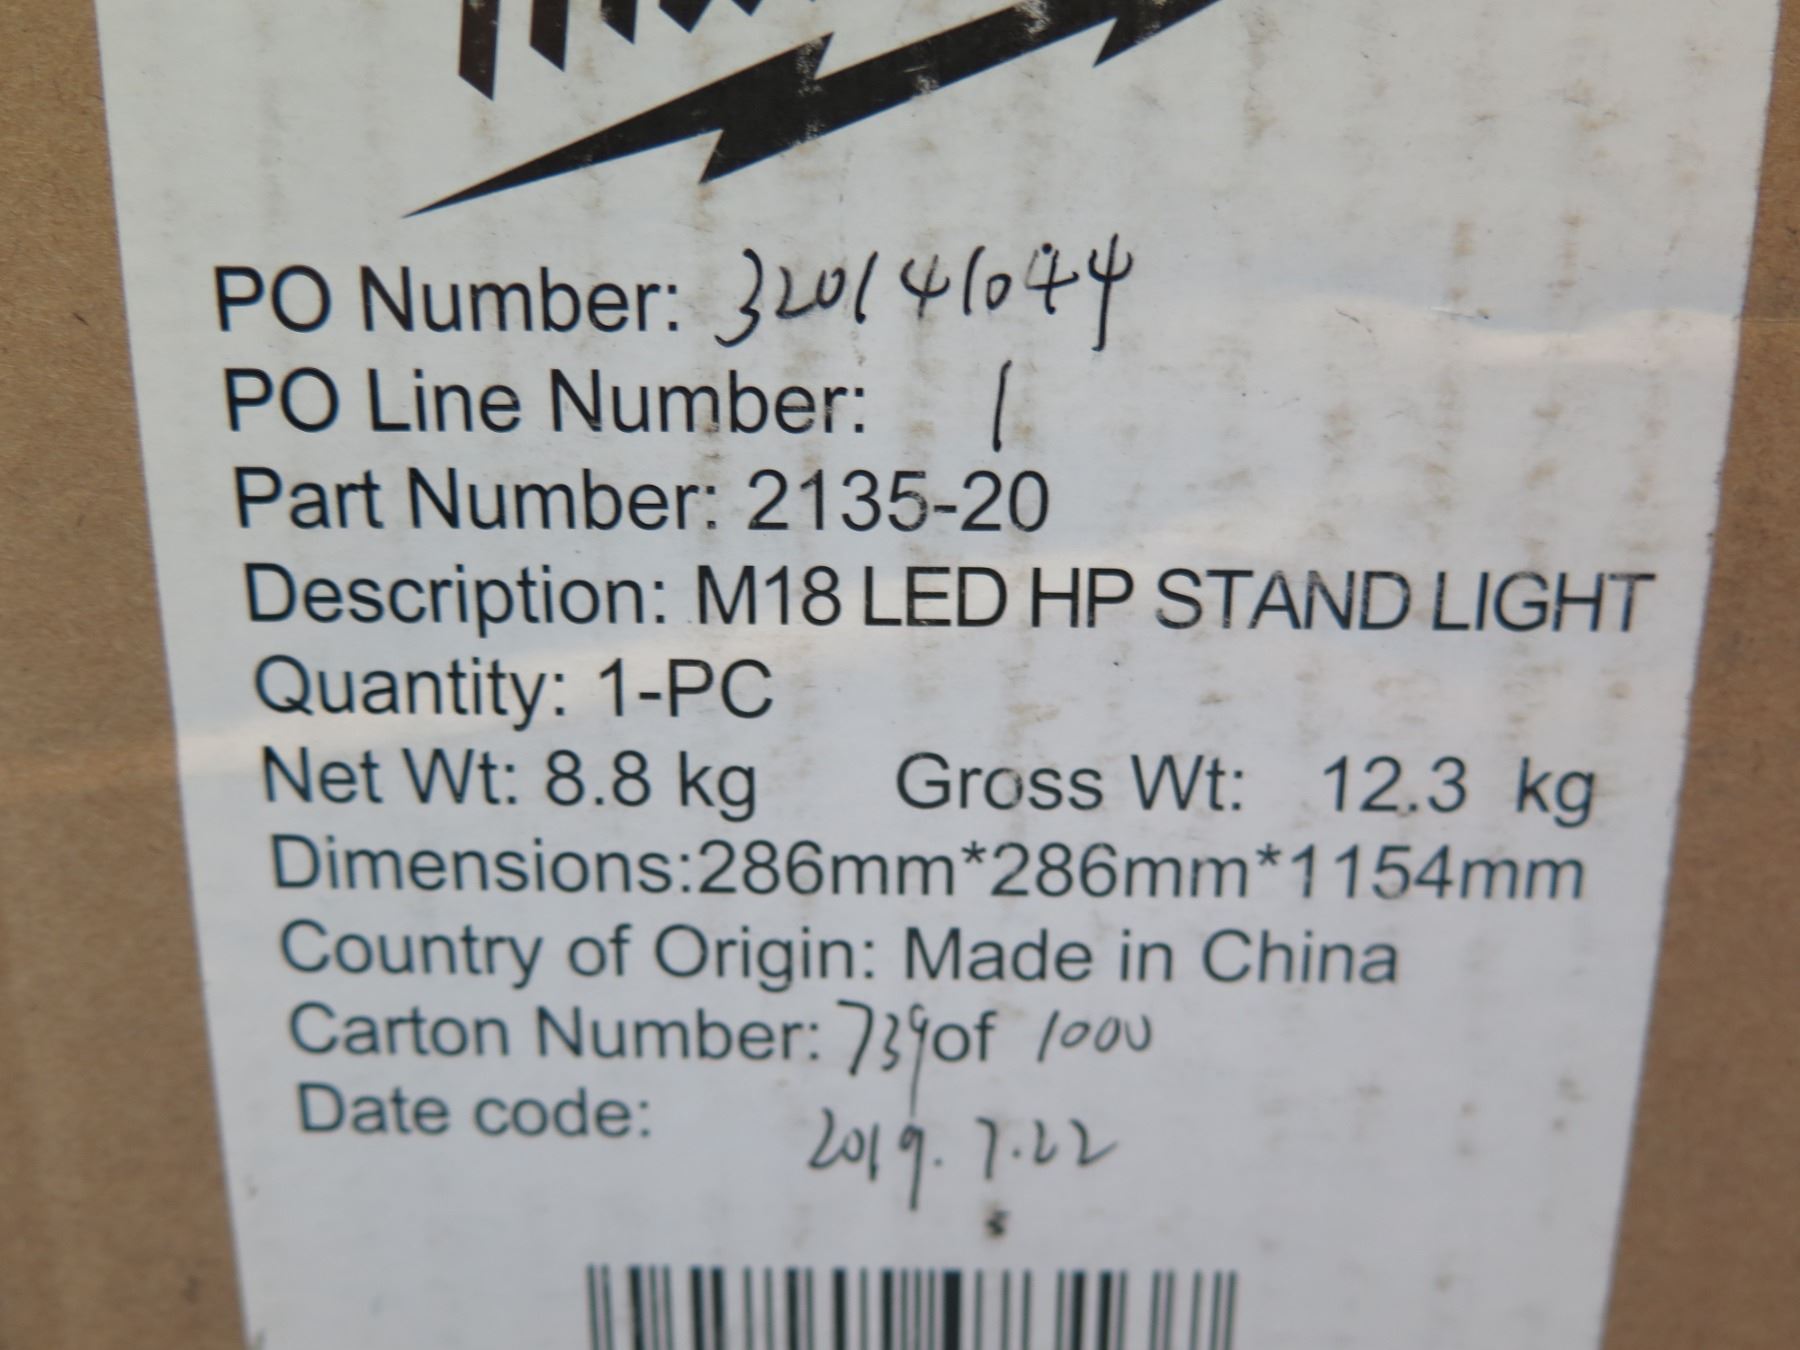 PO Number: 320141044
PO Line Number: 1
Part Number: 2135-20
Description: M18 LED HP STAND LIGHT
Quantity: 1-PC
Net Wt: 8.8 kg Gross Wt: 12.3 kg
Dimensions:286mm*286mm*1154mm
Country of Origin: Made in China
Carton Number: 739 of 1000
Date code: 2019.7.22